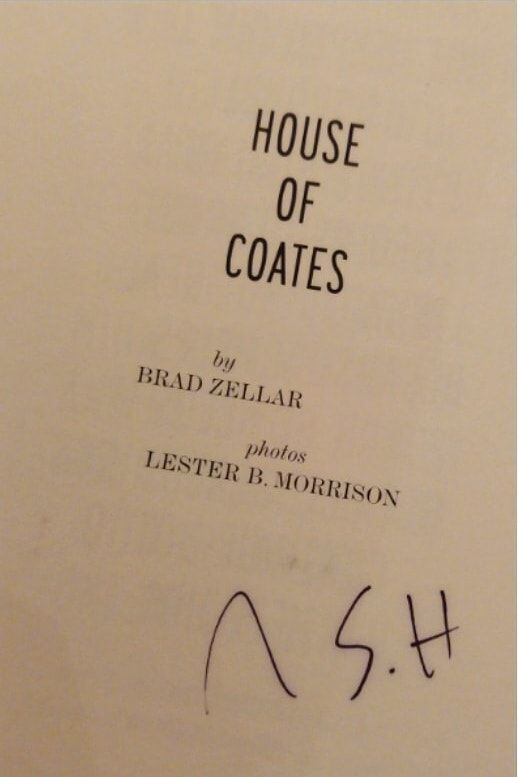 HOUSE
OF
COATES
by
BRAD ZELLAR
photos
LESTER B. MORRISON
S.H